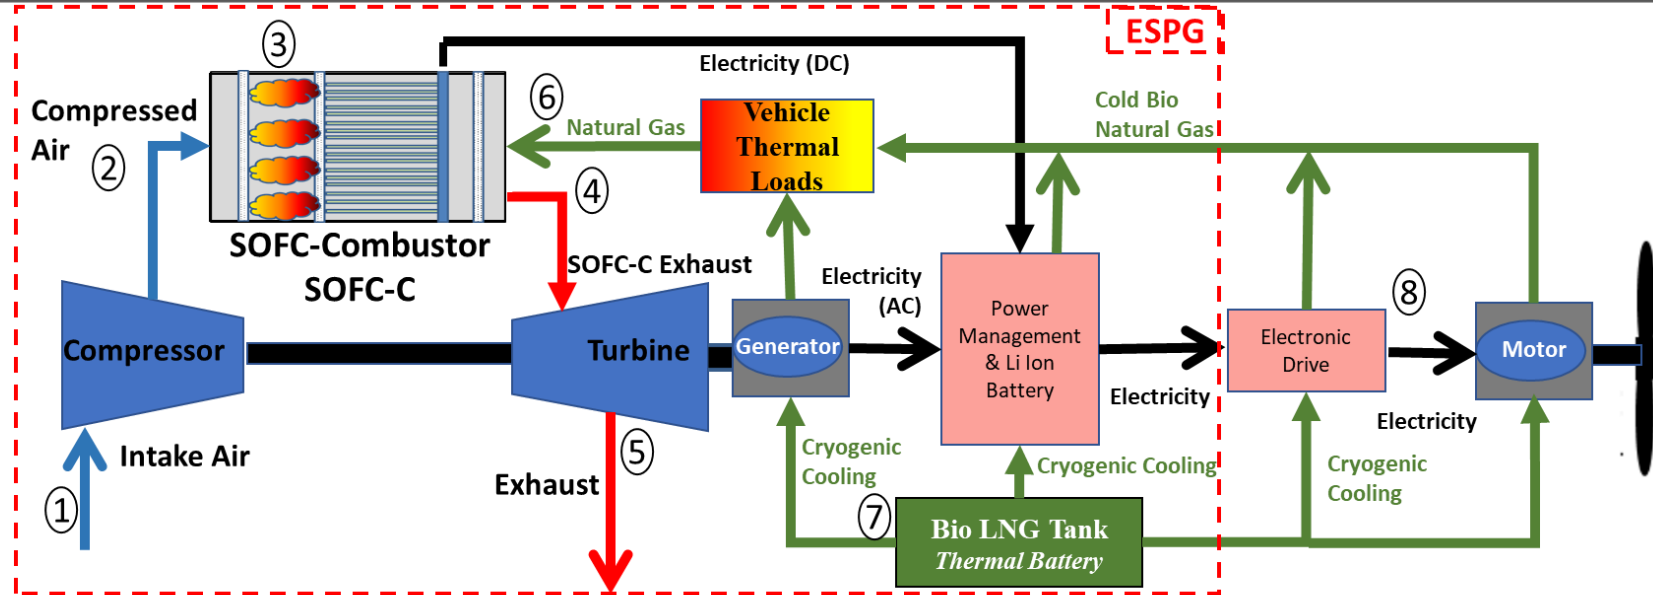 ESPG
③
Electricity (DC)
Compressed
Air
②
⑥
Natural Gas
Vehicle
Thermal
Loads
Cold Bio
Natural Gas
④
SOFC-Combustor
SOFC-C
SOFC-C Exhaust
Electricity
(AC)
⑧
Compressor
Turbine
Generator
Power
Management
& Li Ion
Battery
Electronic
Drive
Motor
Electricity
Electricity
Intake Air
①
⑤
Exhaust
Cryogenic
Cooling
Cryogenic Cooling
Cryogenic
Cooling
⑦
Bio LNG Tank
Thermal Battery